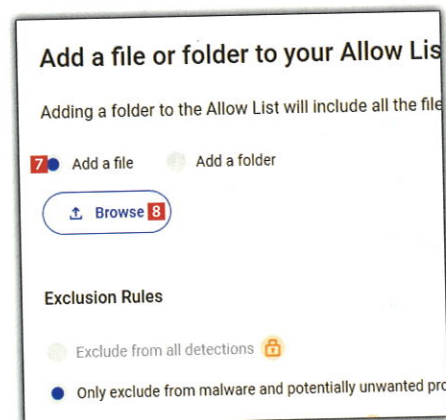 Add a file or folder to your Allow Lis
Adding a folder to the Allow List will include all the file
7 Add a file Add a folder
Browse 8
Exclusion Rules
Exclude from all detections
Only exclude from malware and potentially unwanted pro